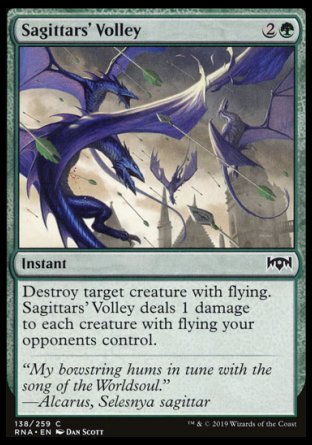 Sagittars' Volley 2
Instant
Destroy target creature with flying.
Sagittars' Volley deals 1 damage
to each creature with flying your
opponents control.
"My bowstring hums in tune with the
song of the Worldsoul."
—Alcarus, Selesnya sagittar
138/259 C
RNA • EN Dan Scott ™ & © 2019 Wizards of the Coast